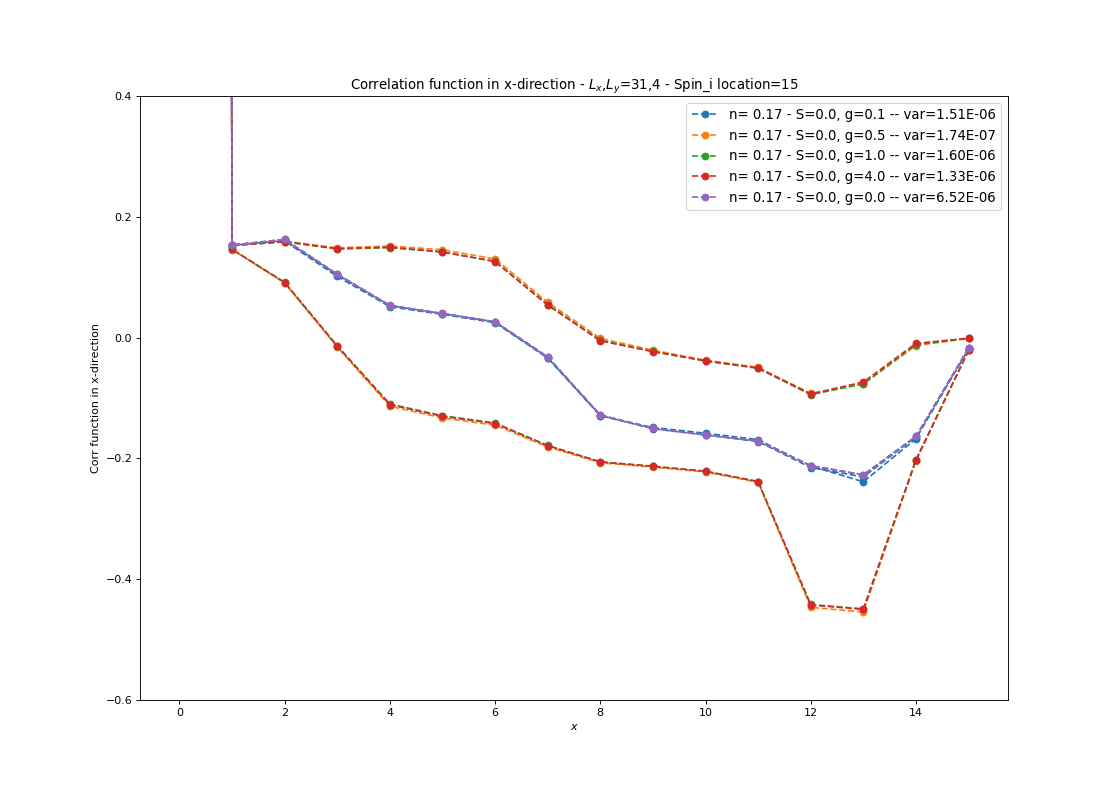 Correlation function in x-direction - Lx,Ly=31,4 - Spin_i location=15
n= 0.17 - S=0.0, g=0.1 -- var=1.51E-06
n= 0.17 - S=0.0, g=0.5 -- var=1.74E-07
n= 0.17 - S=0.0, g=1.0 -- var=1.60E-06
n= 0.17 - S=0.0, g=4.0 -- var=1.33E-06
n= 0.17 - S=0.0, g=0.0 -- var=6.52E-06
Corr function in x-direction
0.4
0.2
0.0
−0.2
−0.4
−0.6
0 2 4 6 8 10 12 14
x